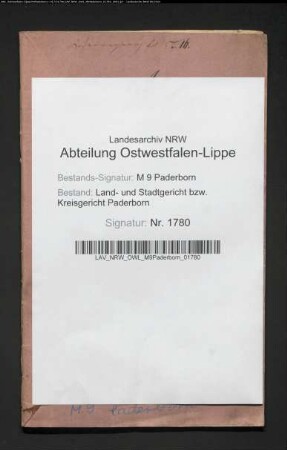 Landesarchiv NRW
Abteilung Ostwestfalen-Lippe
Bestands-Signatur: M 9 Paderborn
Bestand: Land- und Stadtgericht bzw.
Kreisgericht Paderborn
Signatur: Nr. 1780
LAV_NRW_OWL_M9Paderborn_01780
M 9